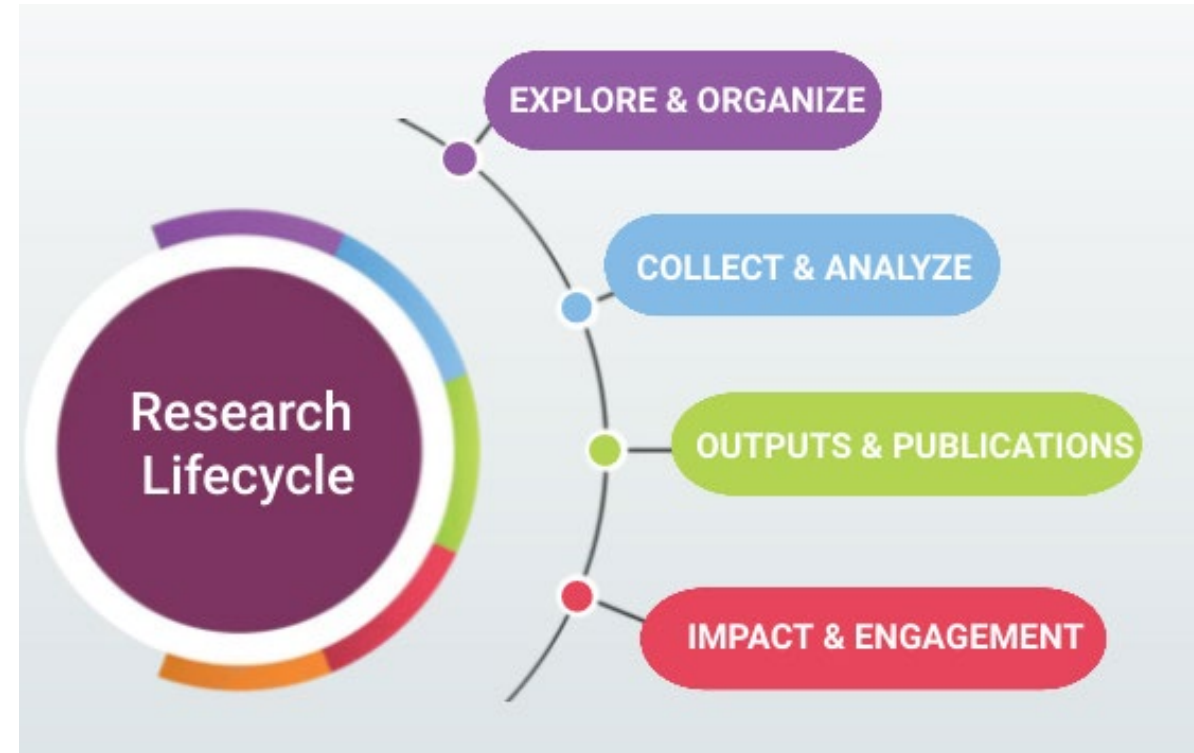 Research
Lifecycle
EXPLORE & ORGANIZE
COLLECT & ANALYZE
OUTPUTS & PUBLICATIONS
IMPACT & ENGAGEMENT